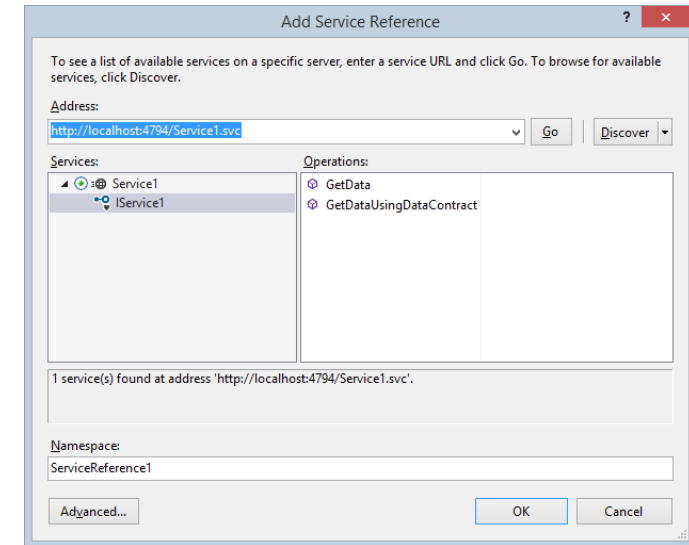 Add Service Reference
?
x
To see a list of available services on a specific server, enter a service URL and click Go. To browse for available
services, click Discover.
Address:
http://localhost:4794/Service1.svc
Go
Discover
Services:
Operations:
Service1
IService1
GetData
GetDataUsingDataContract
1 service(s) found at address 'http://localhost:4794/Service1.svc'.
Namespace:
ServiceReference1
Advanced...
OK
Cancel